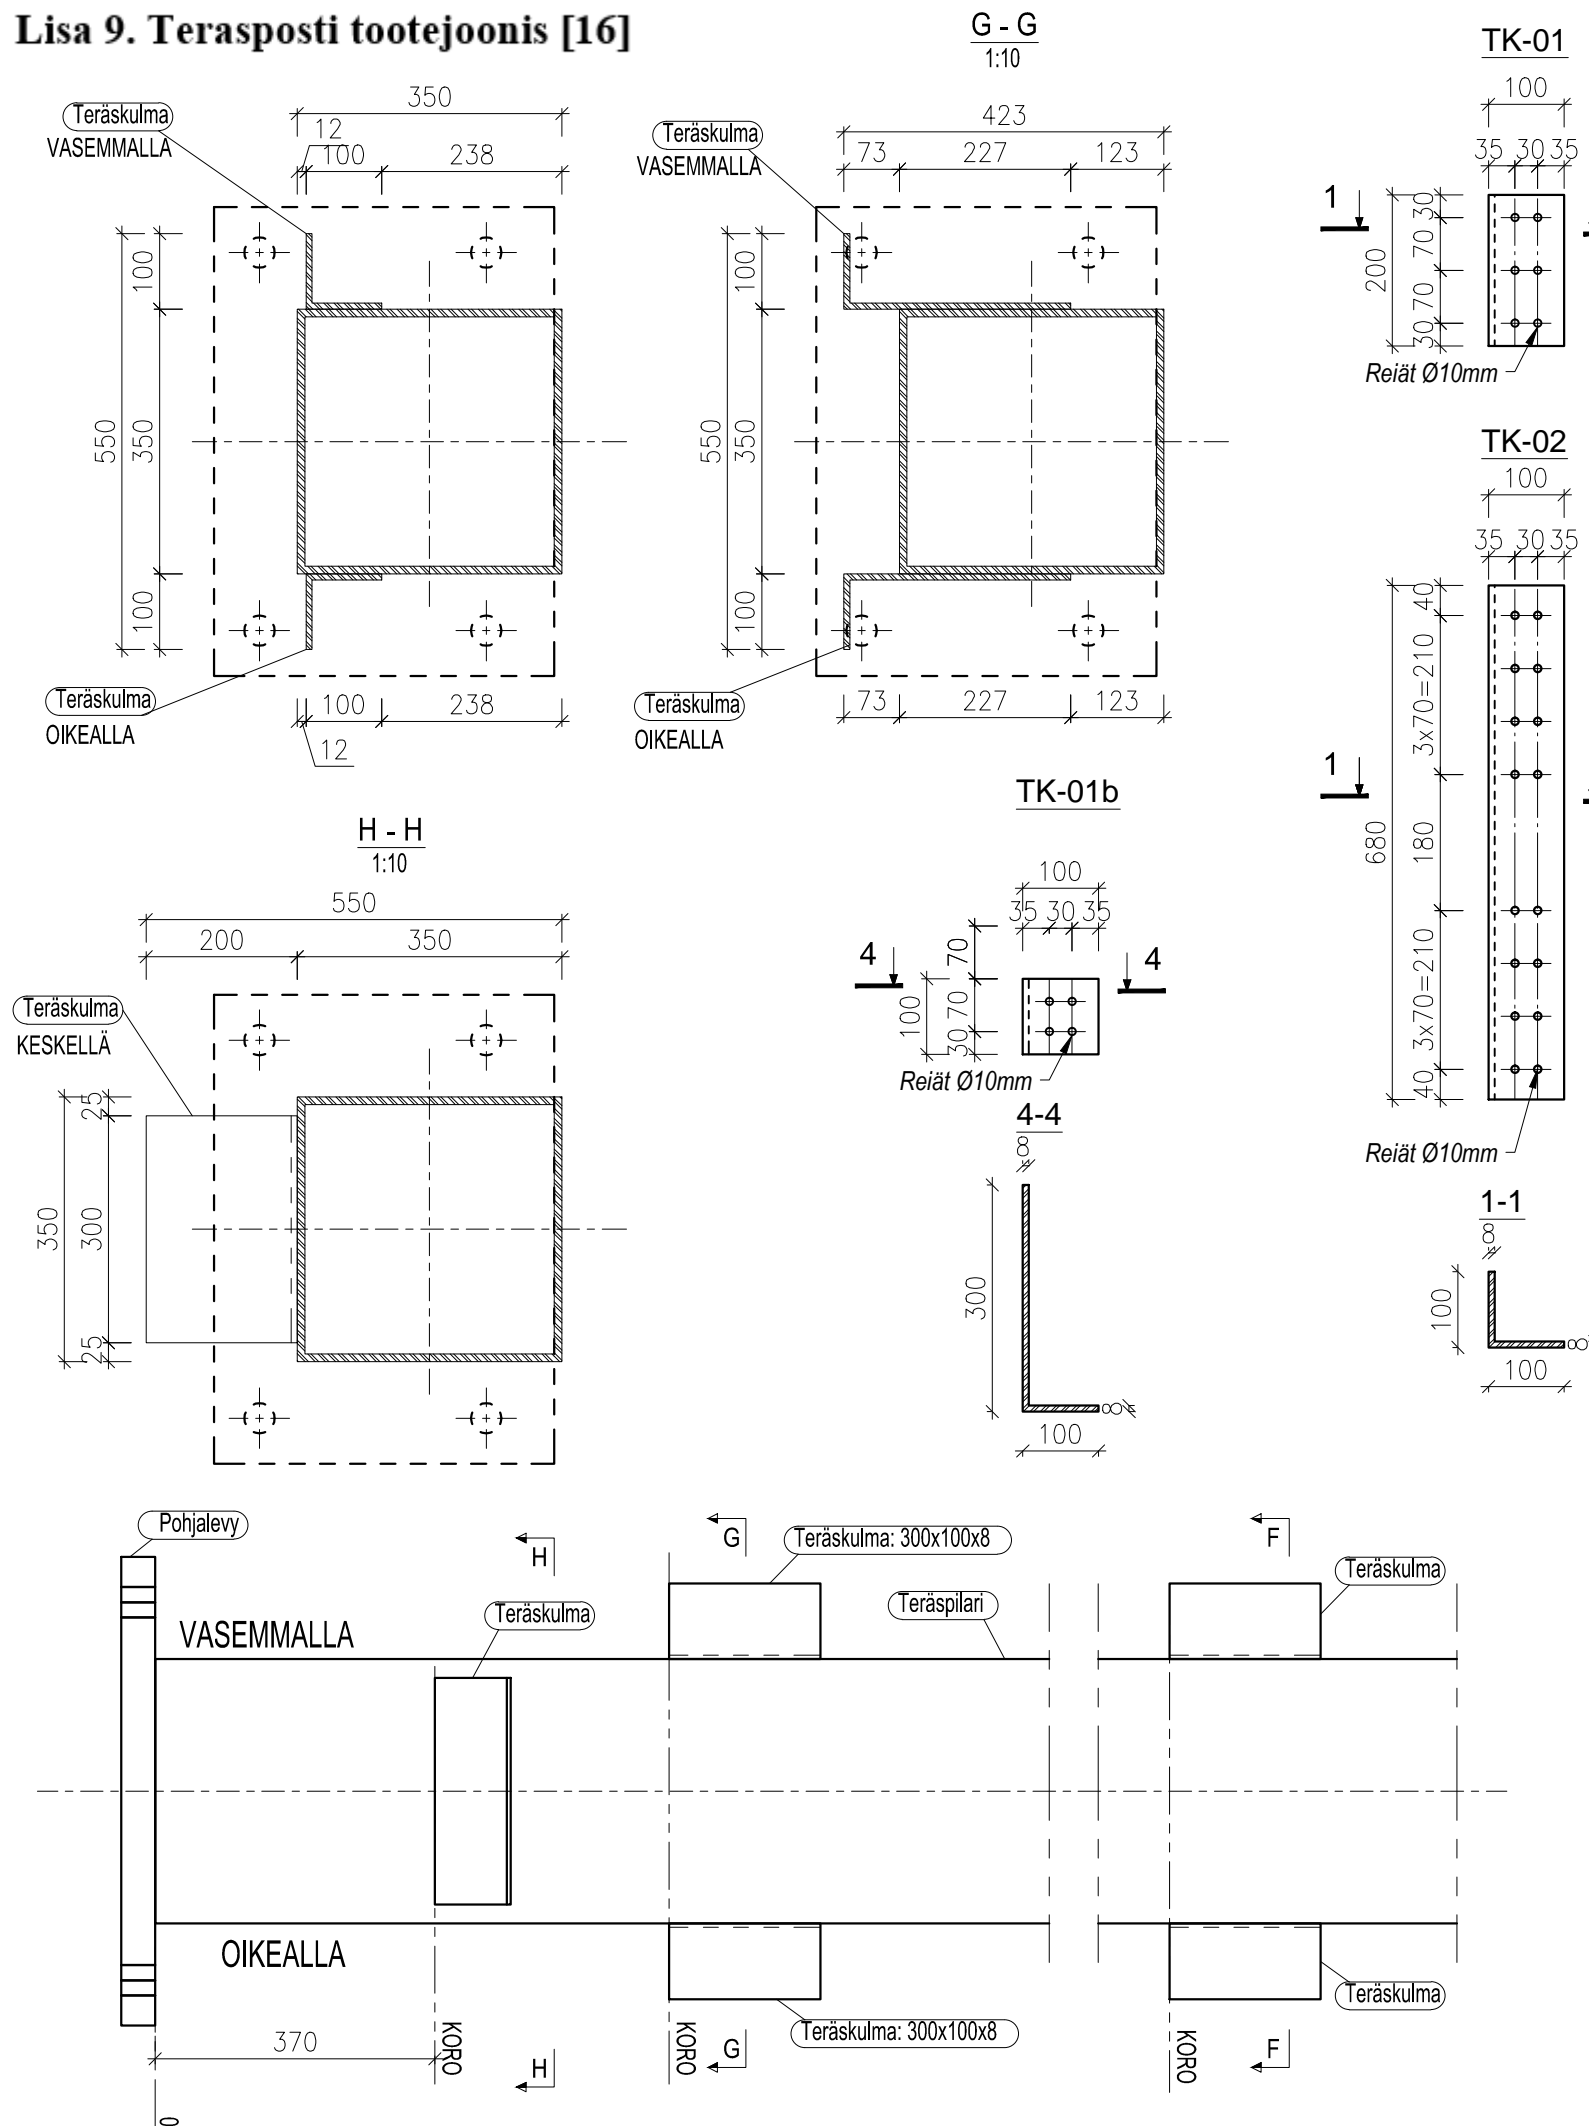 Lisa 9. Terasposti tootejoonis [16]
G - G
1:10
TK-01
Teräskulma
VASEMMALLA
350
12
100
238
100
550
350
100
100
238
12
Teräskulma
OIKEALLA
Teräskulma
VASEMMALLA
423
73
227
123
100
550
350
100
73
227
123
Teräskulma
OIKEALLA
100
35
30
35
1
200
30
70
70
30
Reiät Ø10mm
TK-02
100
35
30
35
1
680
40
3x70=210
180
3x70=210
40
Reiät Ø10mm
1-1
8
100
8
100
TK-01b
100
35
30
35
70
4
4
100
70
30
Reiät Ø10mm
4-4
8
300
8
100
H - H
1:10
550
200
350
Teräskulma
KESKELLÄ
25
350
300
25
Pohjalevy
H
G
Teräskulma: 300x100x8
F
Teräskulma
Teräskulma
Teräspilari
VASEMMALLA
OIKEALLA
Teräskulma
Teräskulma: 300x100x8
370
KORO
H
KORO
G
KORO
F
0